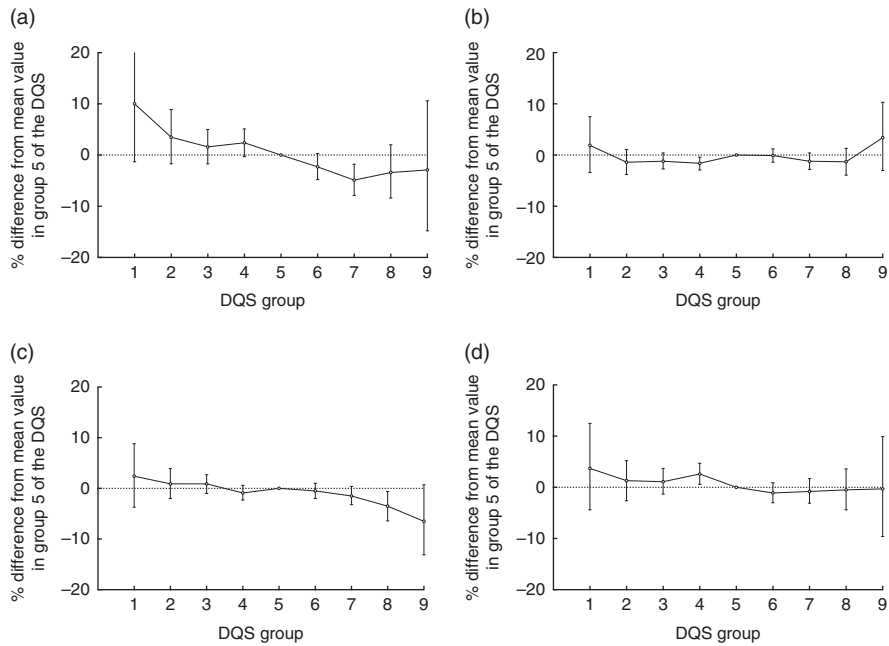 (a)
% difference from mean value
in group 5 of the DQS
20
10
0
–10
–20
1 2 3 4 5 6 7 8 9
DQS group
(b)
% difference from mean value
in group 5 of the DQS
20
10
0
–10
–20
1 2 3 4 5 6 7 8 9
DQS group
(c)
% difference from mean value
in group 5 of the DQS
20
10
0
–10
–20
1 2 3 4 5 6 7 8 9
DQS group
(d)
% difference from mean value
in group 5 of the DQS
20
10
0
–10
–20
1 2 3 4 5 6 7 8 9
DQS group